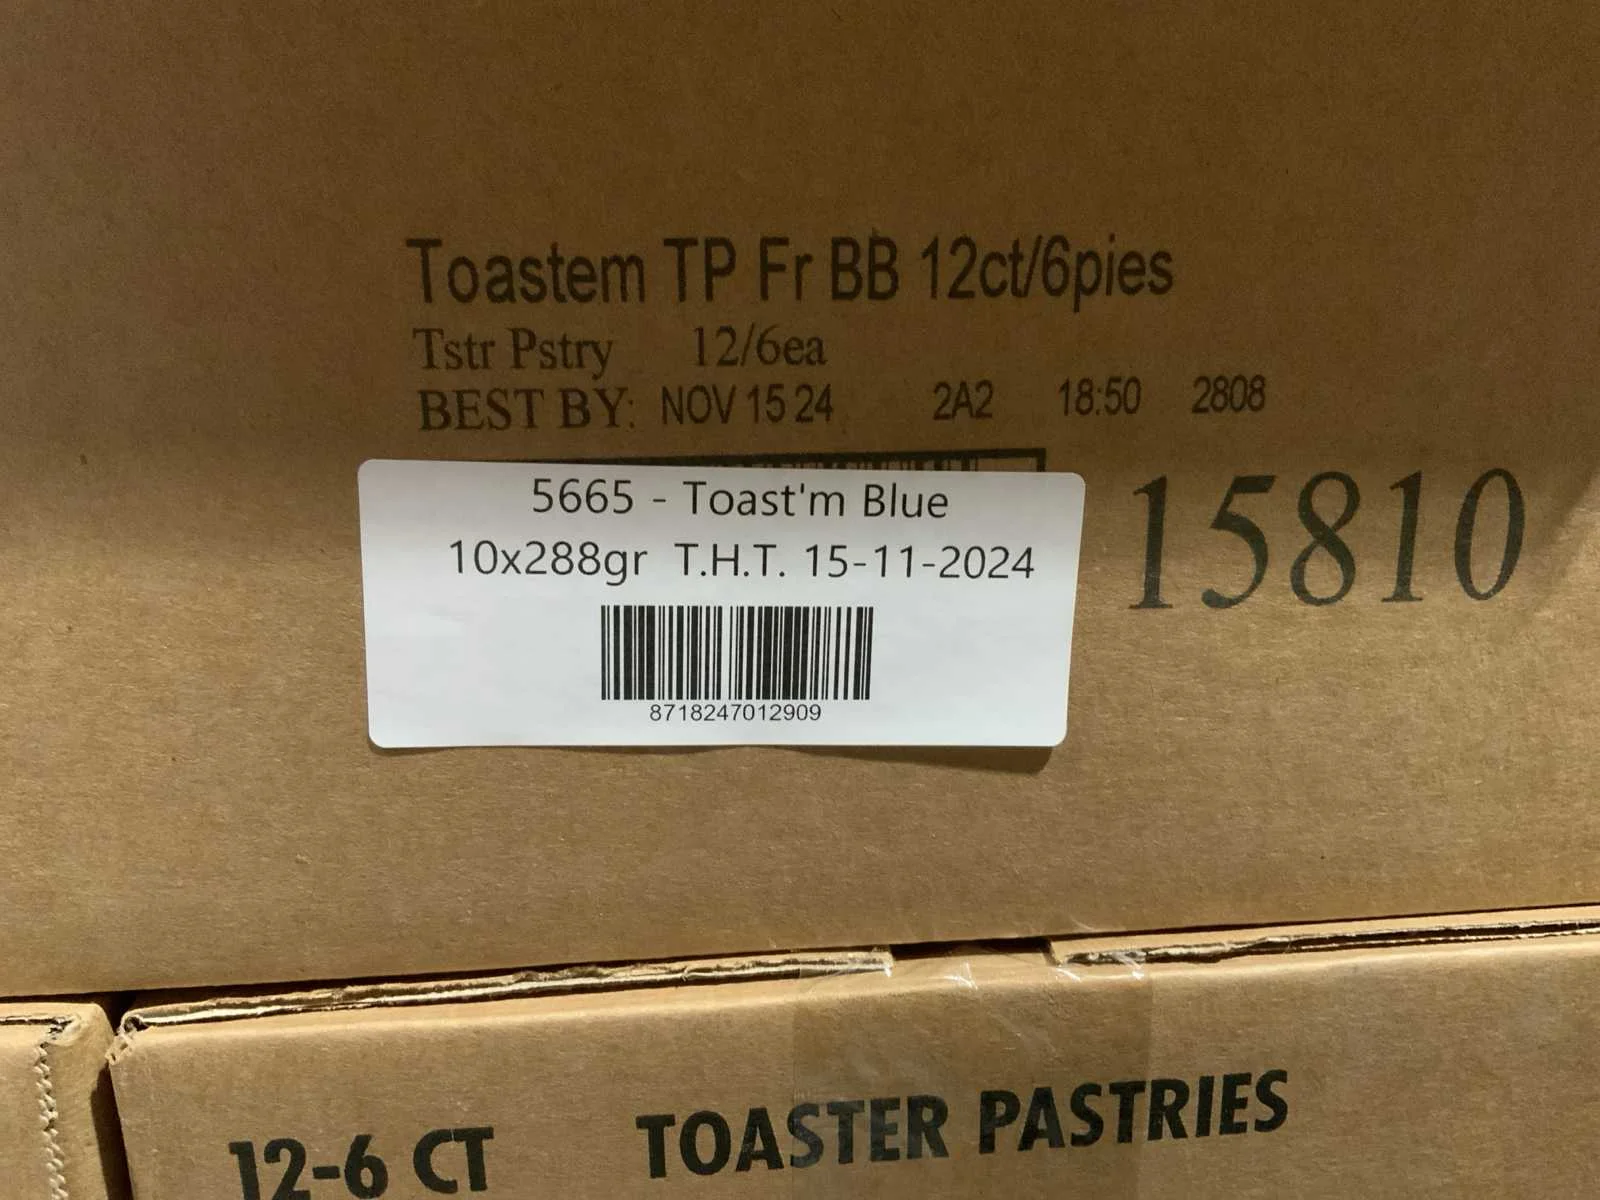 Toastem TP Fr BB 12ct/6pies
Tstr Pstry 12/6ea
BEST BY: NOV 15 24 2A2 18:50 2808
15810
5665 - Toast'm Blue
10x288gr T.H.T. 15-11-2024
8718247012909
12-6 CT TOASTER PASTRIES